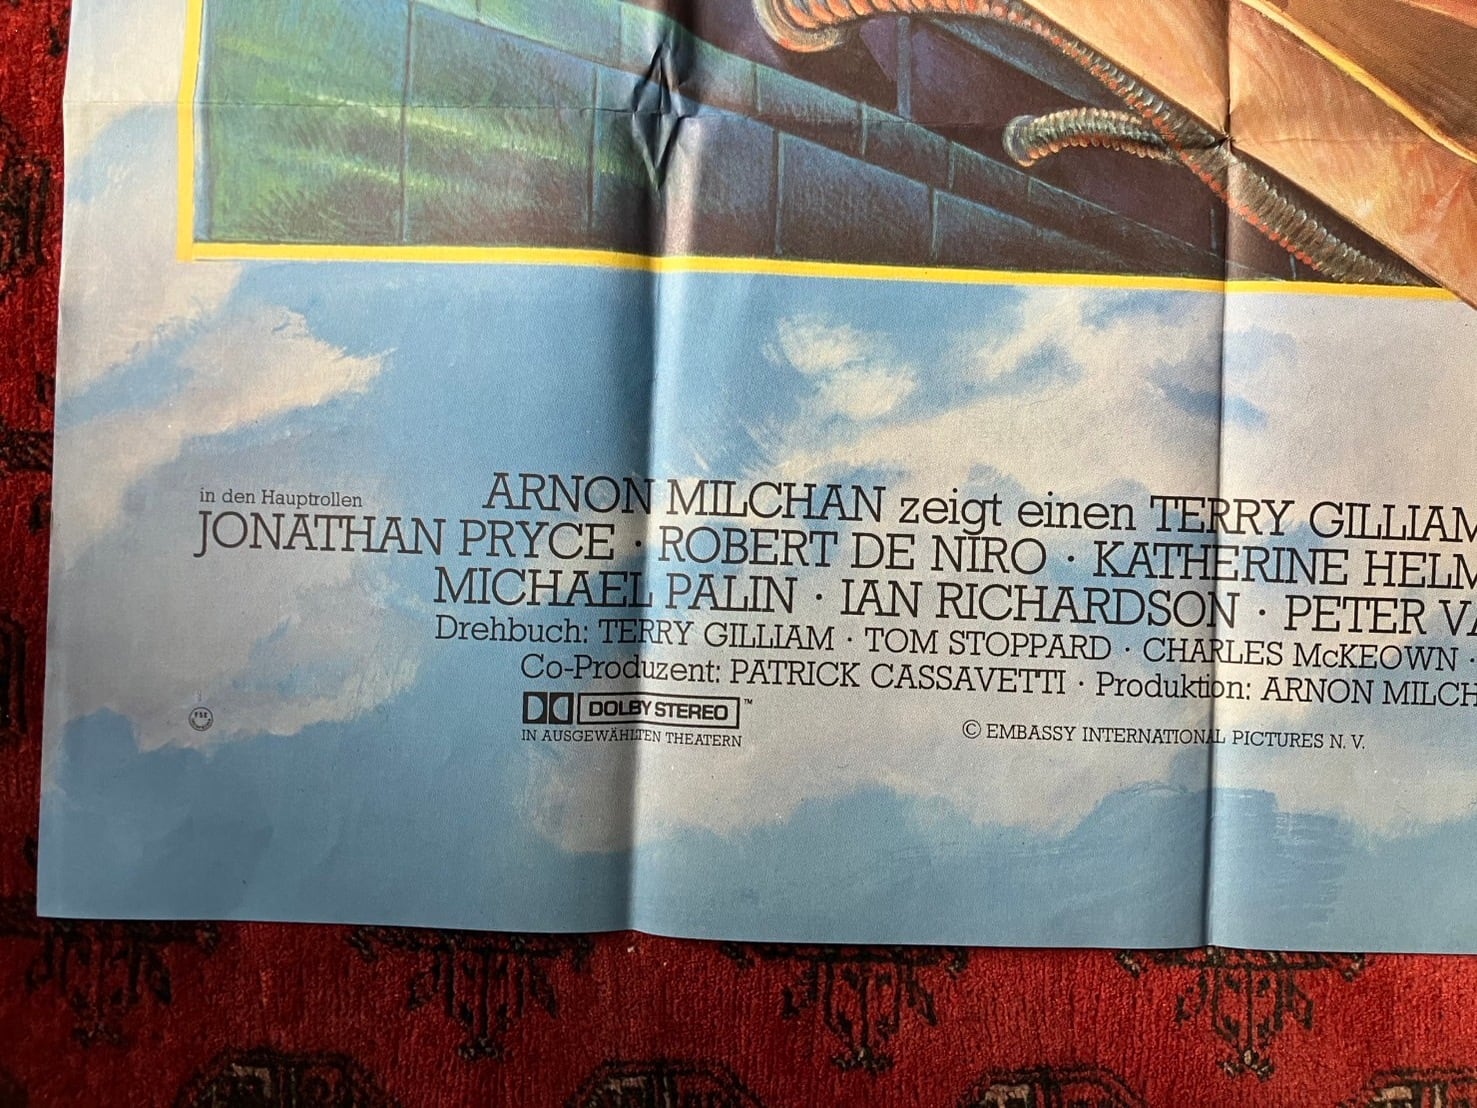 ARNON MILCHAN zeigt einen TERRY GILLIAM
in den Hauptrollen
JONATHAN PRYCE · ROBERT DE NIRO · KATHERINE HELM
MICHAEL PALIN · IAN RICHARDSON · PETER VA
Drehbuch: TERRY GILLIAM · TOM STOPPARD · CHARLES McKEOWN ·
Co-Produzent: PATRICK CASSAVETTI · Produktion: ARNON MILCH
DOLBY STEREO ™
IN AUSGEWÄHLTEN THEATERN
© EMBASSY INTERNATIONAL PICTURES N. V.